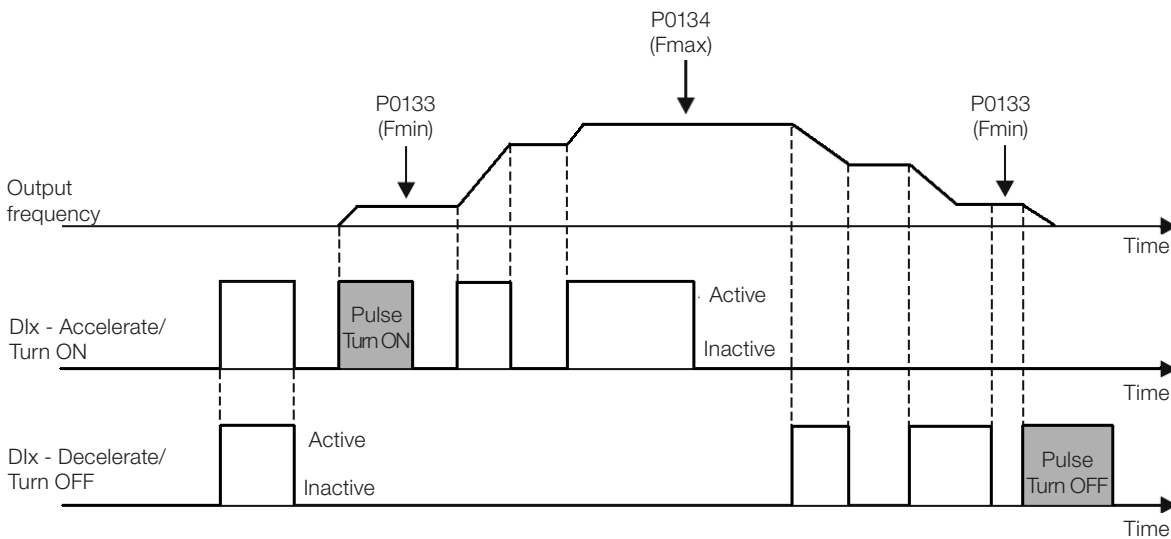 P0134
(Fmax)
P0133
(Fmin)
P0133
(Fmin)
Output
frequency
Time
DIx - Accelerate/
Turn ON
Pulse
Turn ON
Active
Inactive
Time
DIx - Decelerate/
Turn OFF
Active
Inactive
Pulse
Turn OFF
Time